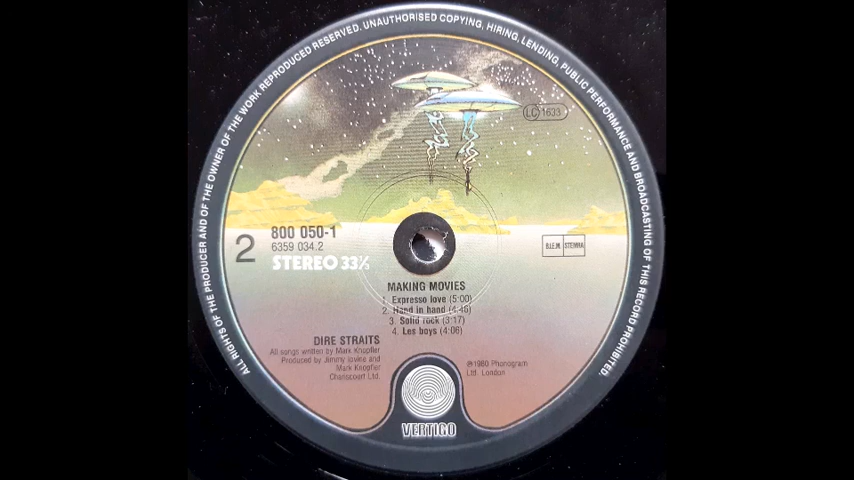 ALL RIGHTS OF THE PRODUCER AND OF THE OWNER OF THE WORK REPRODUCED RESERVED. UNAUTHORISED COPYING, HIRING, LENDING, PUBLIC PERFORMANCE AND BROADCASTING OF THIS RECORD PROHIBITED.
LC 1633
2
800 050-1
6359 034.2
STEREO 33⅓
B.I.E.M. STEMRA
MAKING MOVIES
1. Expresso love (5:00)
2. Hand in hand (4:45)
3. Solid rock (3:17)
4. Les boys (4:06)
DIRE STRAITS
All songs written by Mark Knopfler
Produced by Jimmy Iovine and
Mark Knopfler
Chariscourt Ltd.
℗1980 Phonogram
Ltd. London
VERTIGO